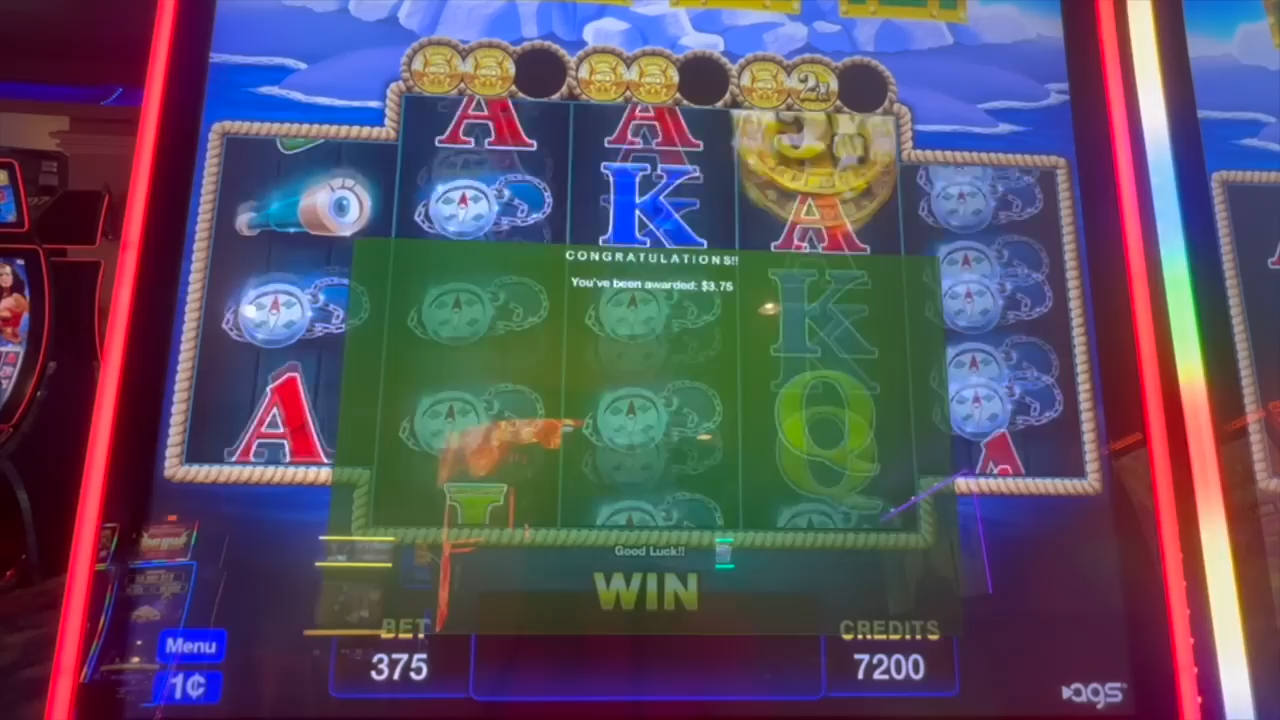 A A
K A
K
A
A
Q
CONGRATULATIONS!!
You've been awarded: $3.75
Good Luck!!
WIN
BET CREDITS
375 7200
Menu
1¢
ags